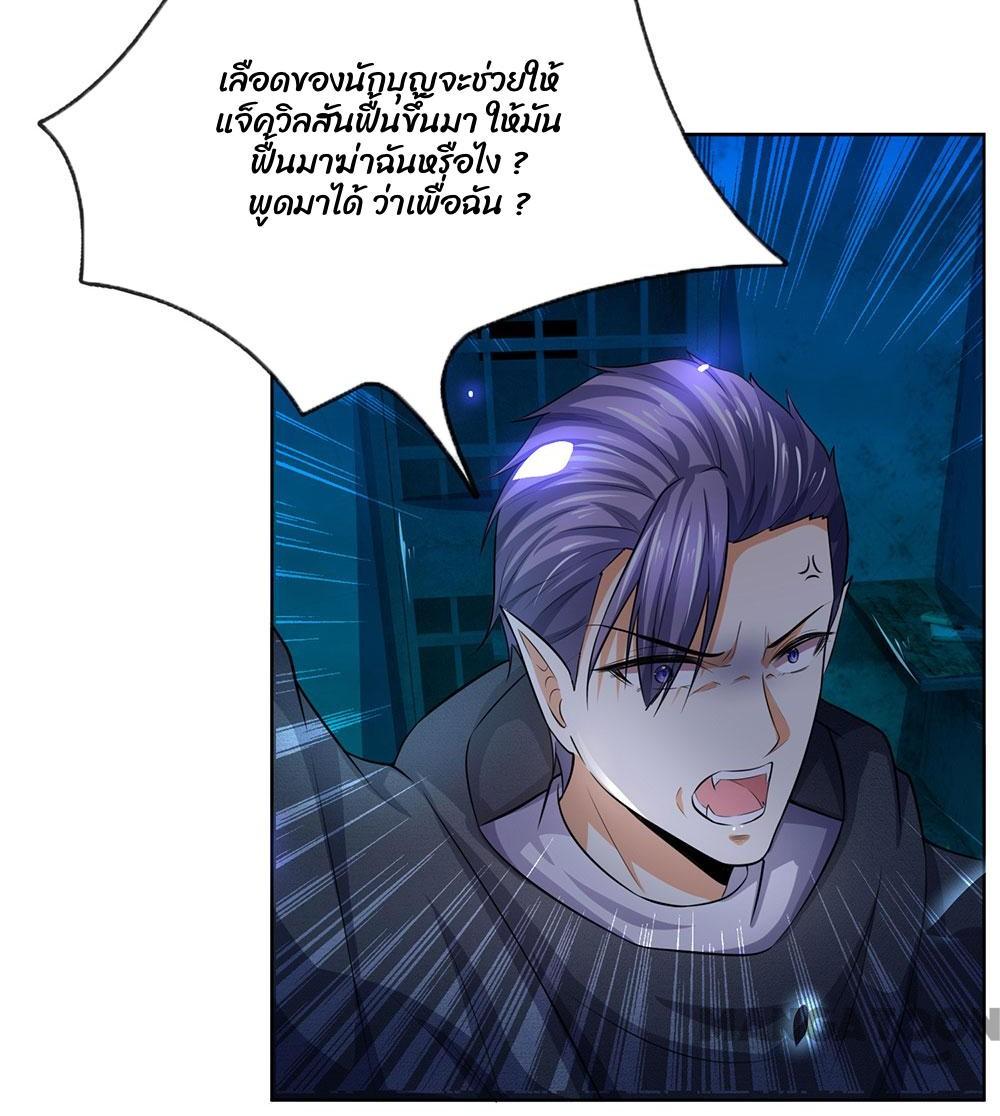 เลือดของนักบุญจะช่วยให้
แจ็ควิลสันฟื้นขึ้นมา ให้มัน
ฟื้นมาฆ่าฉันหรือไง ?
พูดมาได้ ว่าเพื่อฉัน ?
MANGATOON